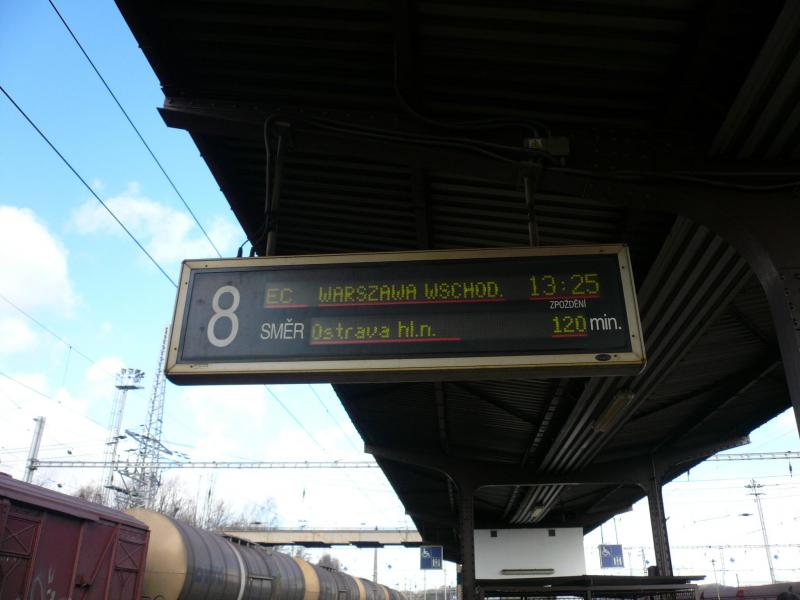 8 EC WARSZAWA WSCHOD. 13:25
ZPOŽDĚNÍ
SMĚR Ostrava hl.n. 120 min.